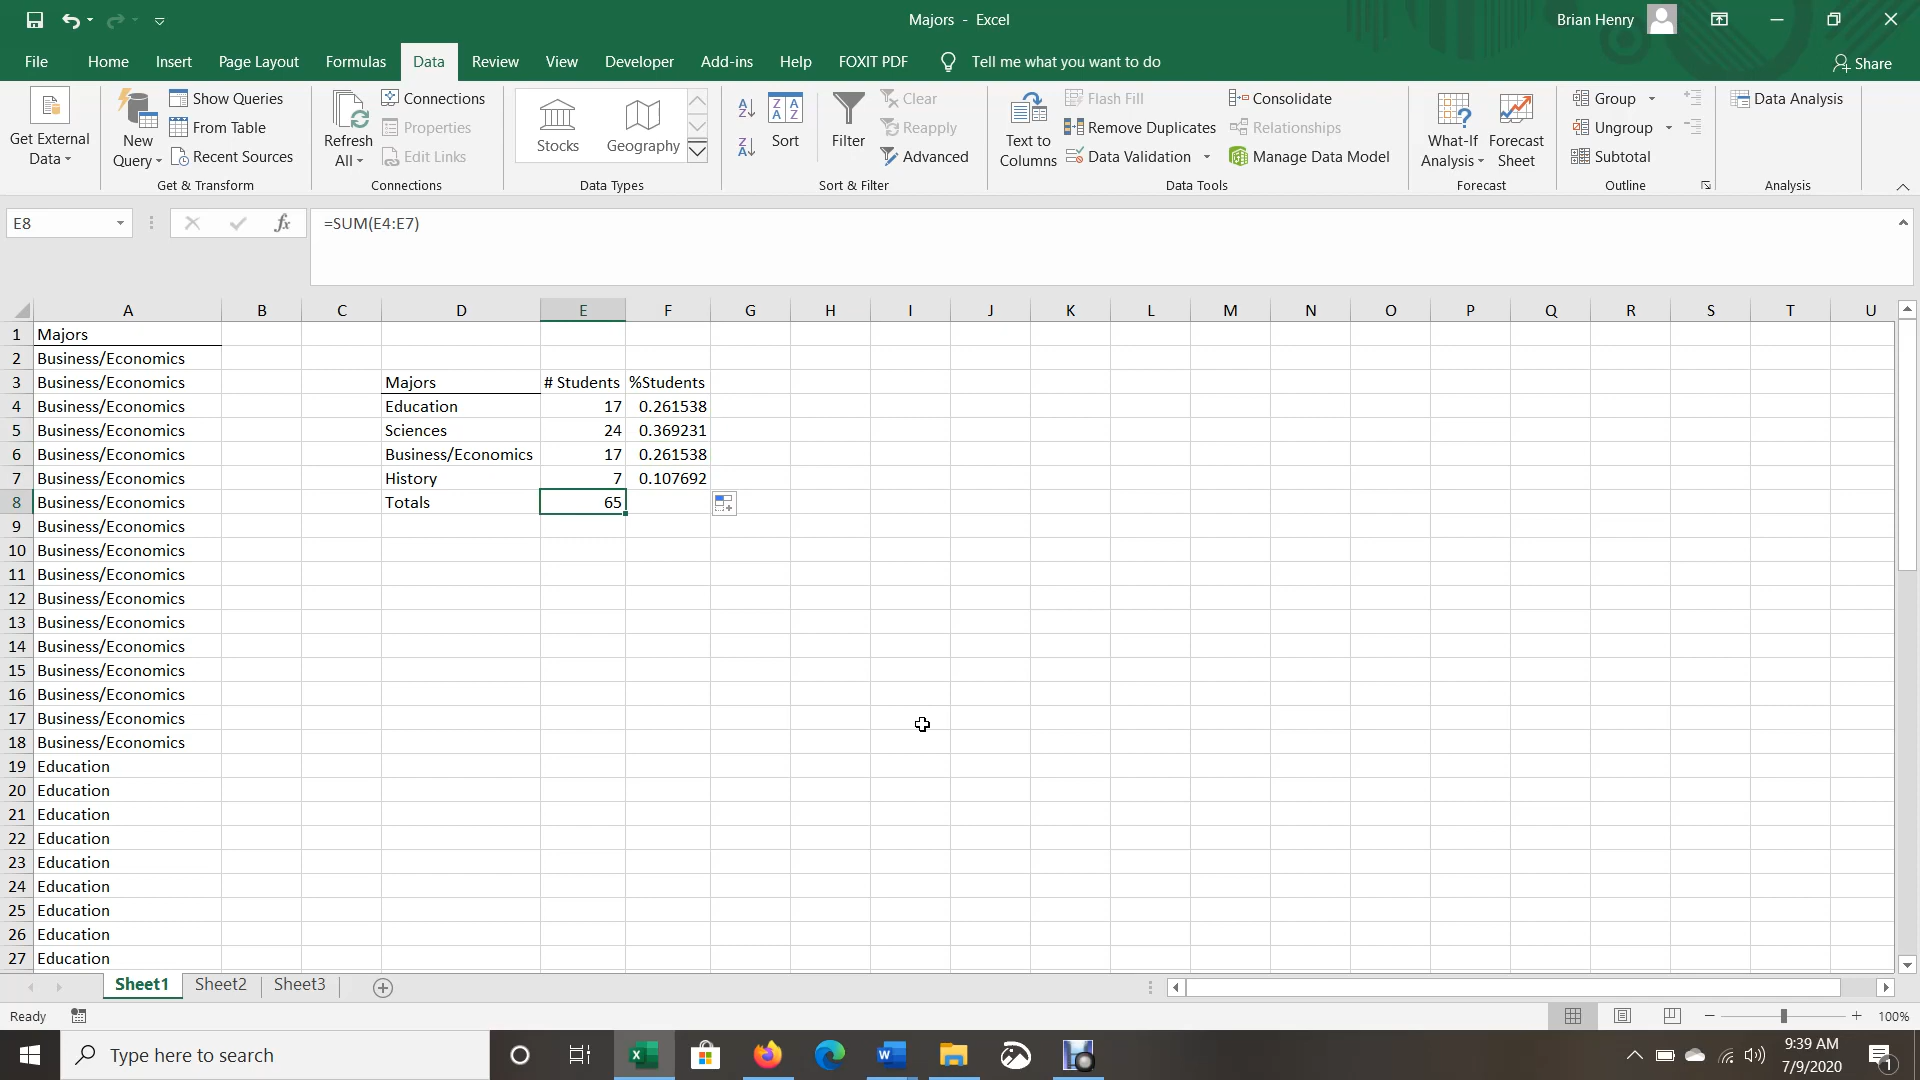 Majors - Excel
Brian Henry
File Home Insert Page Layout Formulas Data Review View Developer Add-ins Help FOXIT PDF Tell me what you want to do Share
Get External Data
New Query
Show Queries
From Table
Recent Sources
Get & Transform
Refresh All
Connections
Properties
Edit Links
Connections
Stocks
Geography
Data Types
Sort
Filter
Clear
Reapply
Advanced
Sort & Filter
Text to Columns
Flash Fill
Remove Duplicates
Data Validation
Consolidate
Relationships
Manage Data Model
Data Tools
What-If Analysis
Forecast Sheet
Forecast
Group
Ungroup
Subtotal
Outline
Data Analysis
Analysis
E8 fx =SUM(E4:E7)
A B C D E F G H I J K L M N O P Q R S T U
1 Majors
2 Business/Economics
3 Business/Economics Majors # Students %Students
4 Business/Economics Education 17 0.261538
5 Business/Economics Sciences 24 0.369231
6 Business/Economics Business/Economics 17 0.261538
7 Business/Economics History 7 0.107692
8 Business/Economics Totals 65
9 Business/Economics
10 Business/Economics
11 Business/Economics
12 Business/Economics
13 Business/Economics
14 Business/Economics
15 Business/Economics
16 Business/Economics
17 Business/Economics
18 Business/Economics
19 Education
20 Education
21 Education
22 Education
23 Education
24 Education
25 Education
26 Education
27 Education
Sheet1 Sheet2 Sheet3
Ready 100%
Type here to search
9:39 AM
7/9/2020
1